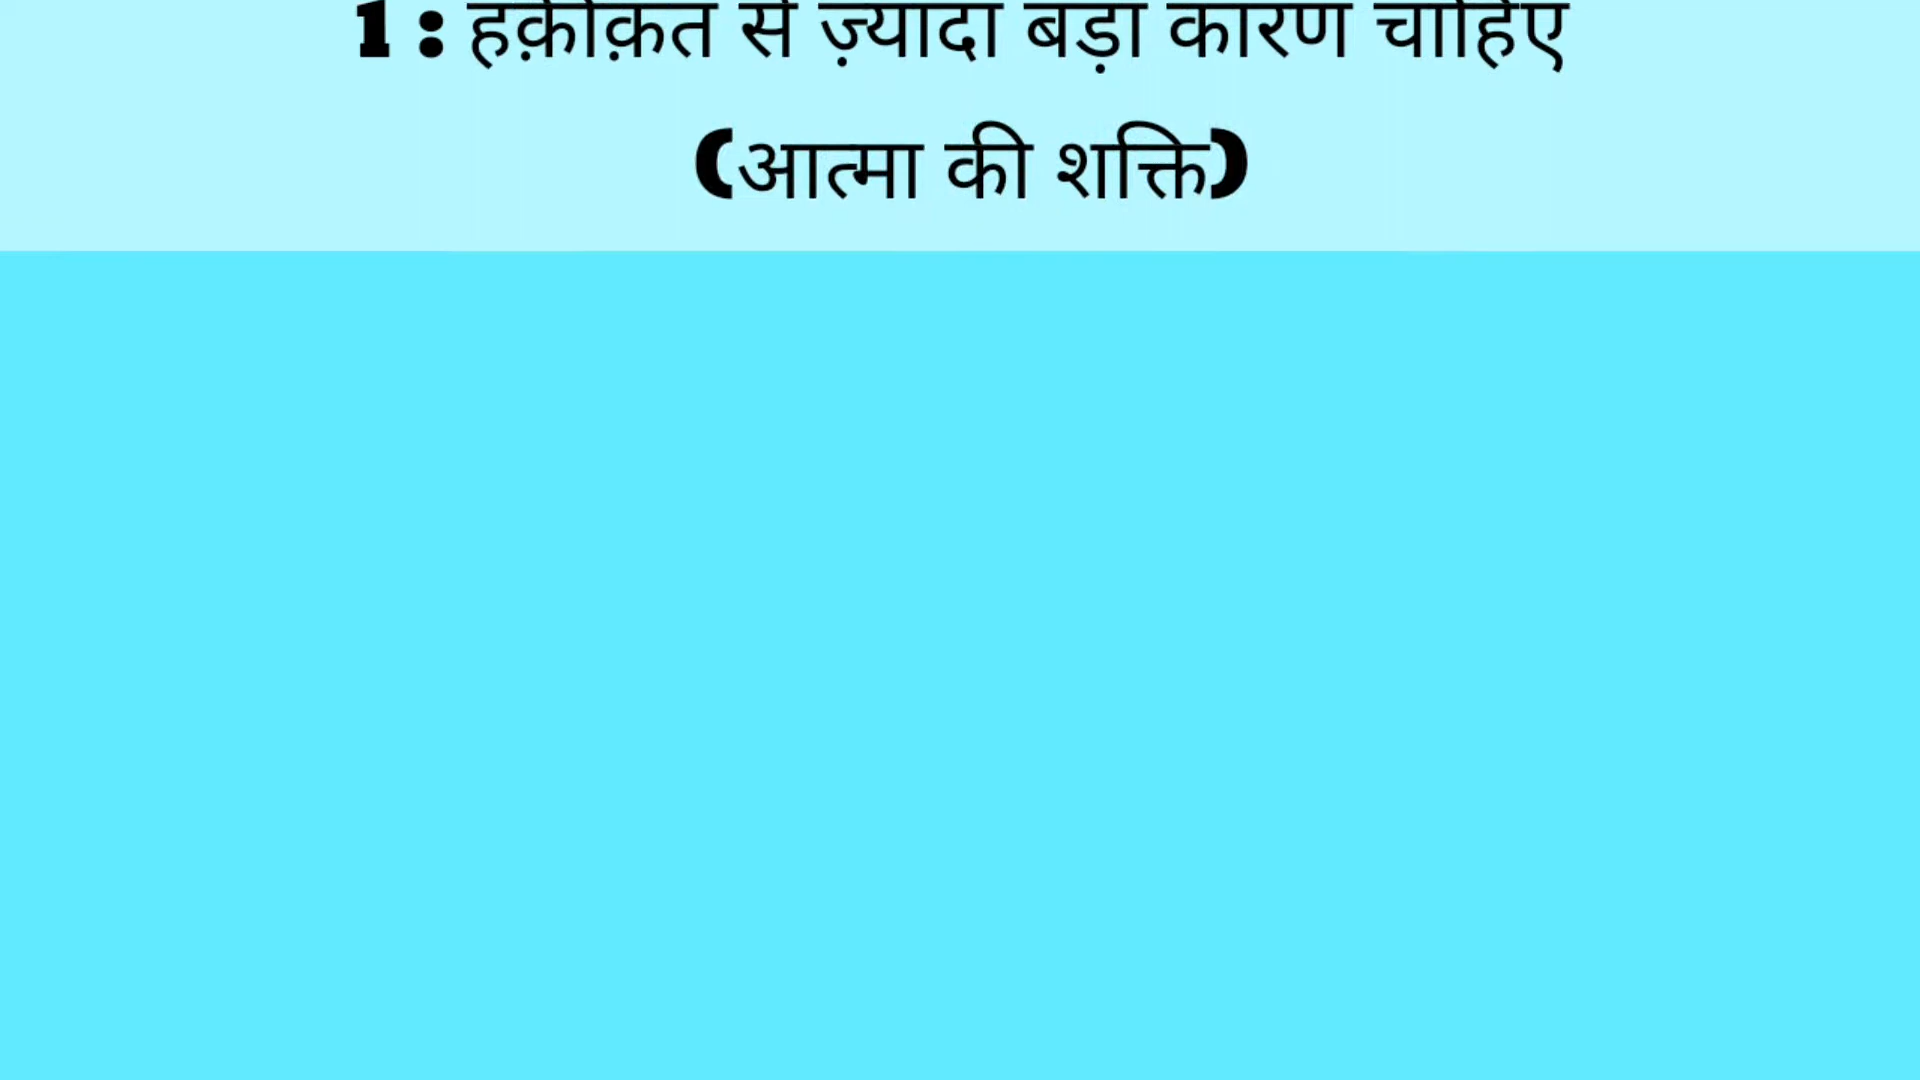 1 : हक़ीक़त से ज़्यादा बड़ा कारण चाहिए
(आत्मा की शक्ति)